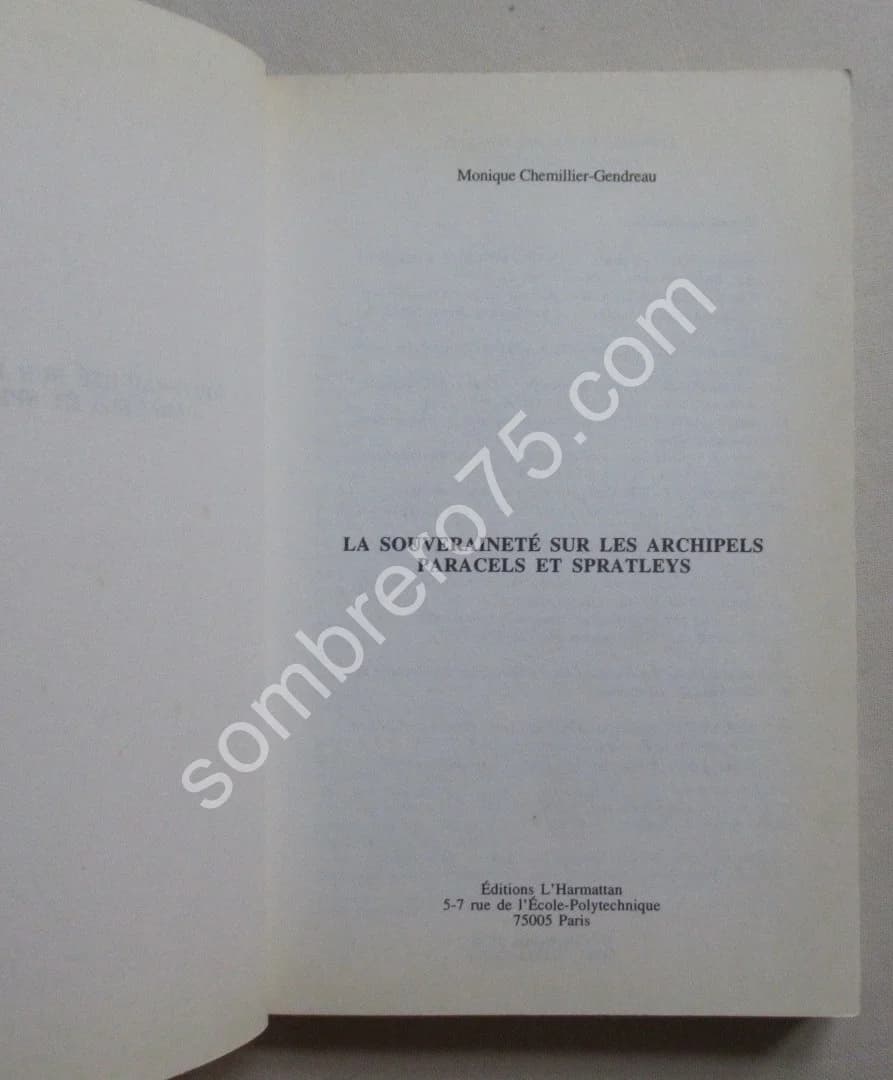 Monique Chemillier-Gendreau
LA SOUVERAINETÉ SUR LES ARCHIPELS
PARACELS ET SPRATLEYS
Éditions L'Harmattan
5-7 rue de l'École-Polytechnique
75005 Paris
sombrero75.com